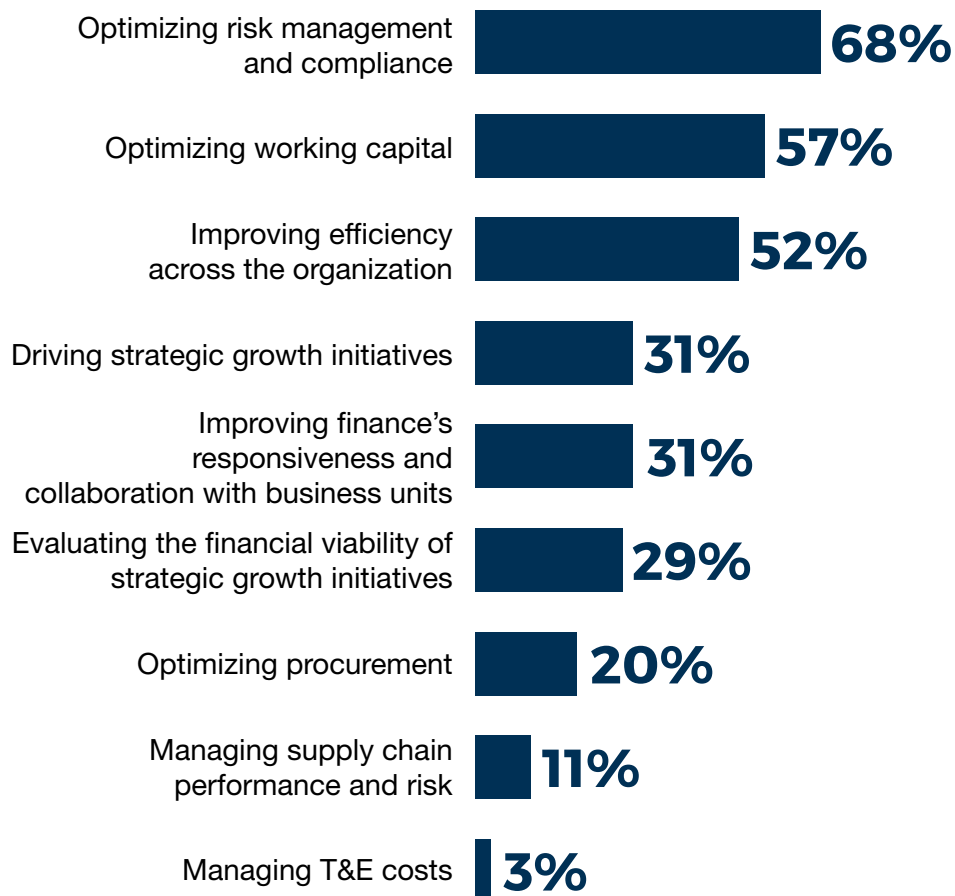 Optimizing risk management
and compliance
68%
Optimizing working capital
57%
Improving efficiency
across the organization
52%
Driving strategic growth initiatives
31%
Improving finance’s
responsiveness and
collaboration with business units
31%
Evaluating the financial viability of
strategic growth initiatives
29%
Optimizing procurement
20%
Managing supply chain
performance and risk
11%
Managing T&E costs
3%